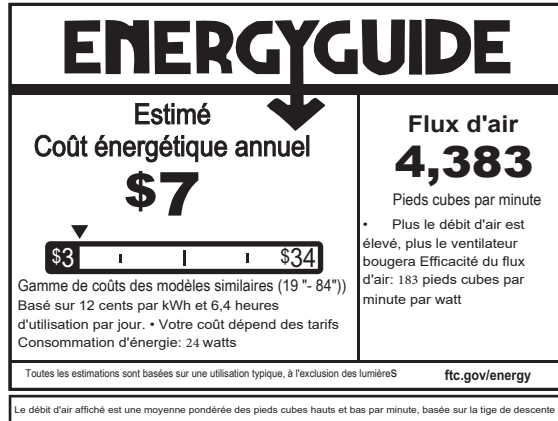 ENERGYGUIDE
Estimé
Coût énergétique annuel
$7
$3
$34
Gamme de coûts des modèles similaires (19 "- 84"))
Basé sur 12 cents par kWh et 6,4 heures
d'utilisation par jour. • Votre coût dépend des tarifs
Consommation d'énergie: 24 watts
Flux d'air
4,383
Pieds cubes par minute
• Plus le débit d'air est
élevé, plus le ventilateur
bougera Efficacité du flux
d'air: 183 pieds cubes par
minute par watt
Toutes les estimations sont basées sur une utilisation typique, à l'exclusion des lumièreS
ftc.gov/energy
Le débit d'air affiché est une moyenne pondérée des pieds cubes hauts et bas par minute, basée sur la tige de descente